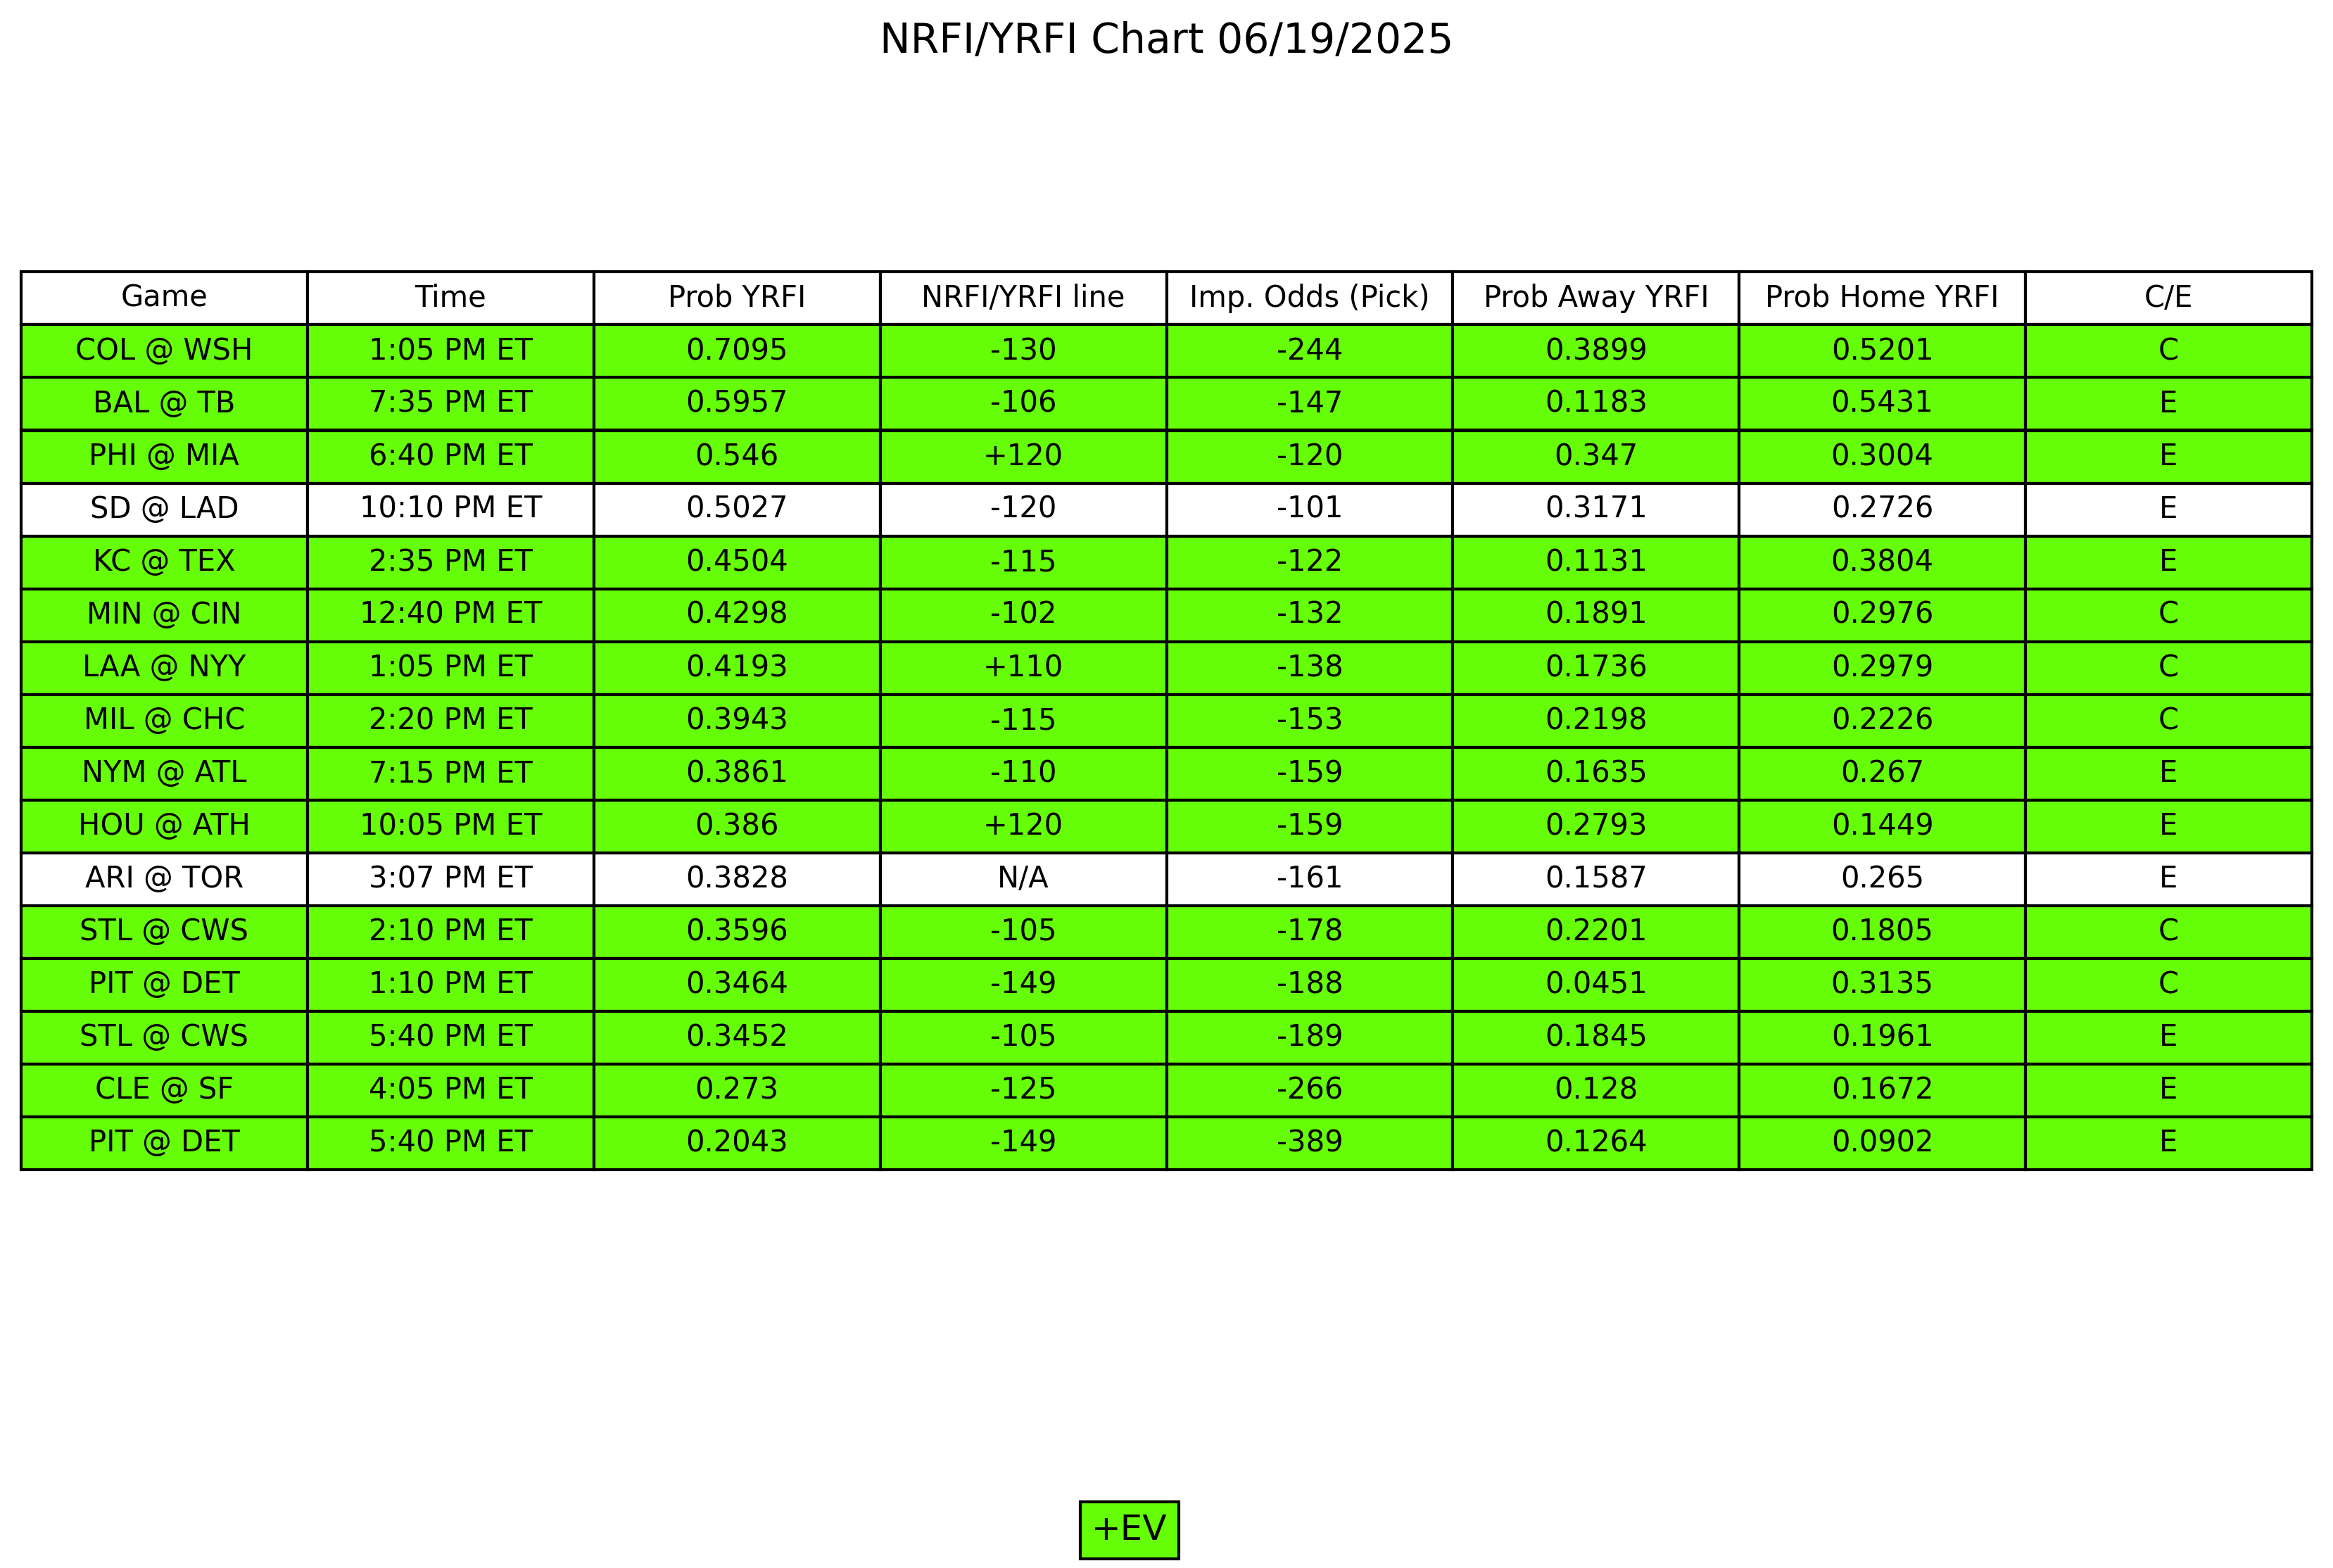 NRFI/YRFI Chart 06/19/2025
Game Time Prob YRFI NRFI/YRFI line Imp. Odds (Pick) Prob Away YRFI Prob Home YRFI C/E
COL @ WSH 1:05 PM ET 0.7095 -130 -244 0.3899 0.5201 C
BAL @ TB 7:35 PM ET 0.5957 -106 -147 0.1183 0.5431 E
PHI @ MIA 6:40 PM ET 0.546 +120 -120 0.347 0.3004 E
SD @ LAD 10:10 PM ET 0.5027 -120 -101 0.3171 0.2726 E
KC @ TEX 2:35 PM ET 0.4504 -115 -122 0.1131 0.3804 E
MIN @ CIN 12:40 PM ET 0.4298 -102 -132 0.1891 0.2976 C
LAA @ NYY 1:05 PM ET 0.4193 +110 -138 0.1736 0.2979 C
MIL @ CHC 2:20 PM ET 0.3943 -115 -153 0.2198 0.2226 C
NYM @ ATL 7:15 PM ET 0.3861 -110 -159 0.1635 0.267 E
HOU @ ATH 10:05 PM ET 0.386 +120 -159 0.2793 0.1449 E
ARI @ TOR 3:07 PM ET 0.3828 N/A -161 0.1587 0.265 E
STL @ CWS 2:10 PM ET 0.3596 -105 -178 0.2201 0.1805 C
PIT @ DET 1:10 PM ET 0.3464 -149 -188 0.0451 0.3135 C
STL @ CWS 5:40 PM ET 0.3452 -105 -189 0.1845 0.1961 E
CLE @ SF 4:05 PM ET 0.273 -125 -266 0.128 0.1672 E
PIT @ DET 5:40 PM ET 0.2043 -149 -389 0.1264 0.0902 E
+EV